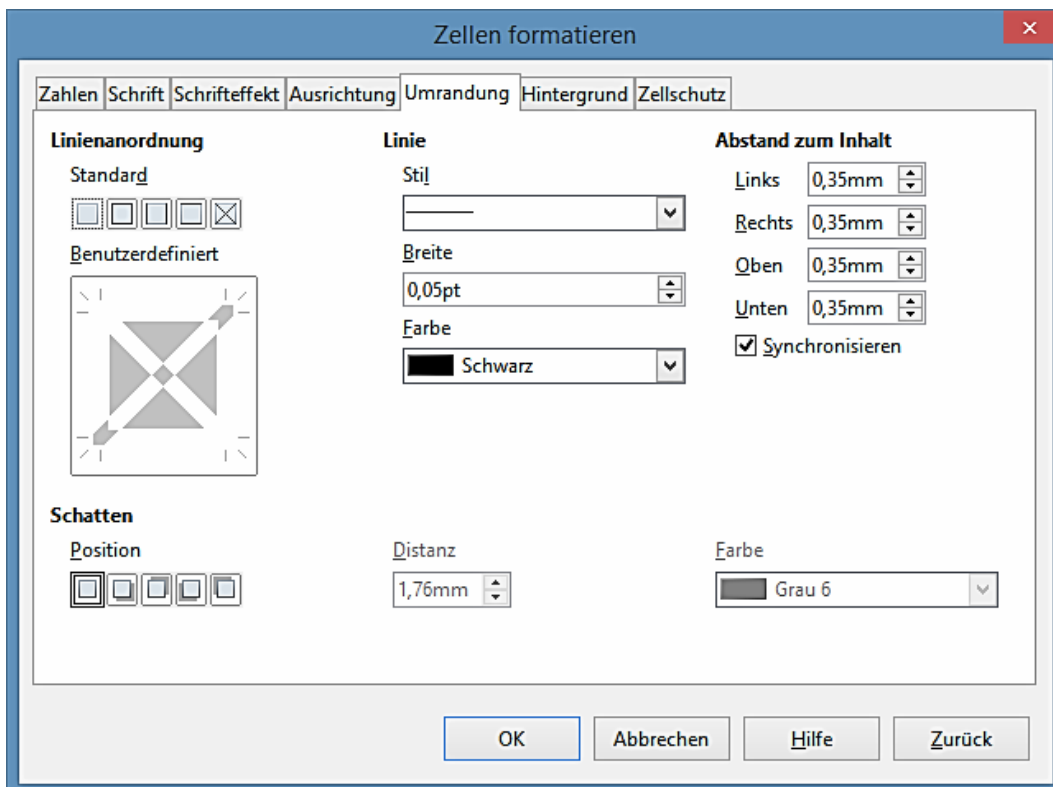 Zellen formatieren
Zahlen Schrift Schrifteffekt Ausrichtung Umrandung Hintergrund Zellschutz
Linienanordnung
Standard
Benutzerdefiniert
Linie
Stil
Breite
0,05pt
Farbe
Schwarz
Abstand zum Inhalt
Links 0,35mm
Rechts 0,35mm
Oben 0,35mm
Unten 0,35mm
Synchronisieren
Schatten
Position
Distanz
1,76mm
Farbe
Grau 6
OK Abbrechen Hilfe Zurück